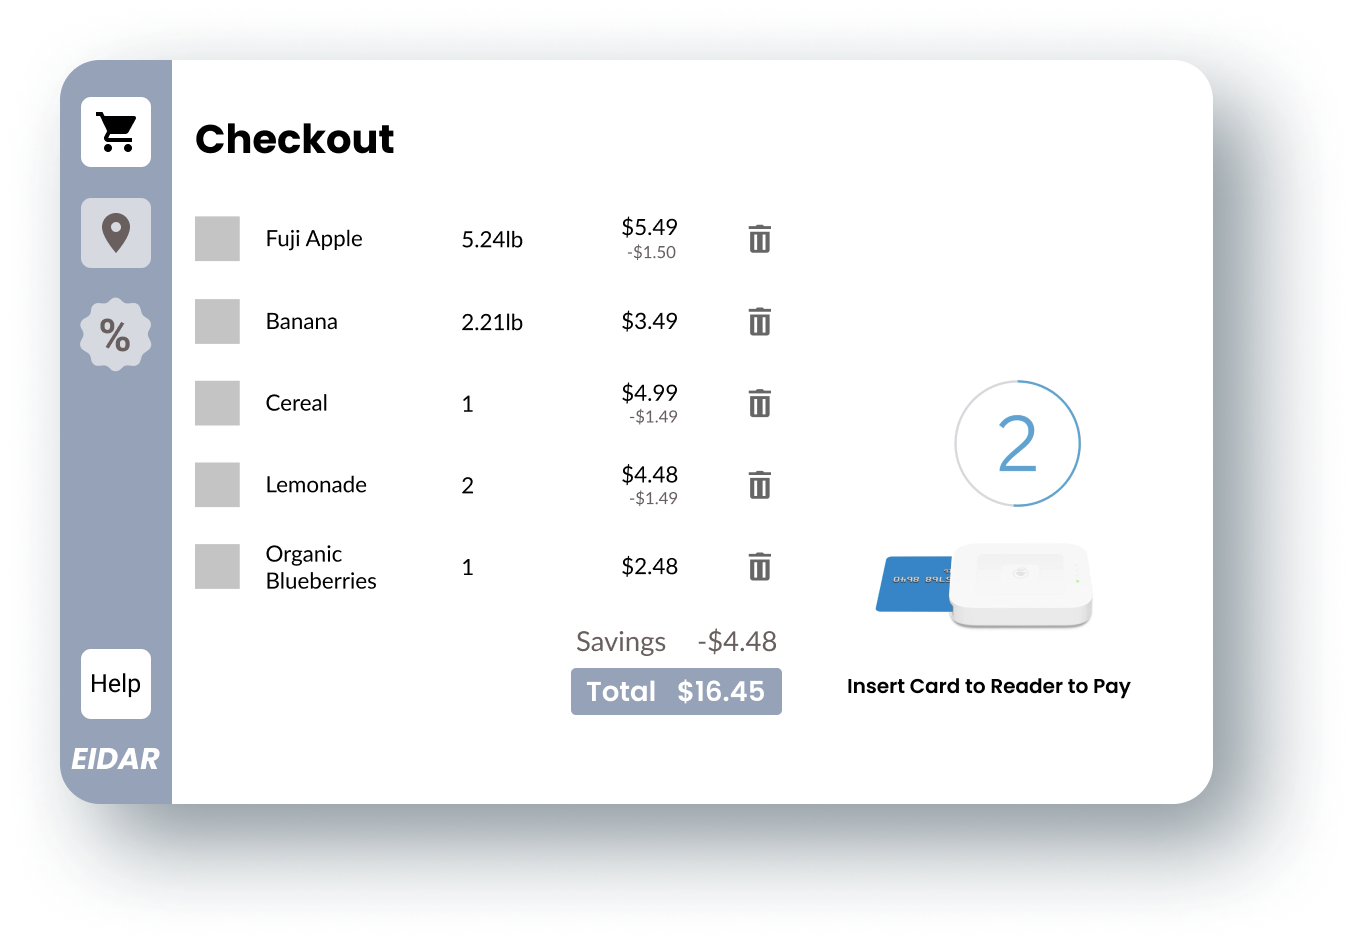 Checkout
Fuji Apple 5.24lb $5.49
-$1.50
Banana 2.21lb $3.49
Cereal 1 $4.99
-$1.49
Lemonade 2 $4.48
-$1.49
Organic
Blueberries 1 $2.48
Savings -$4.48
Total $16.45
%
Help
EIDAR
2
Insert Card to Reader to Pay